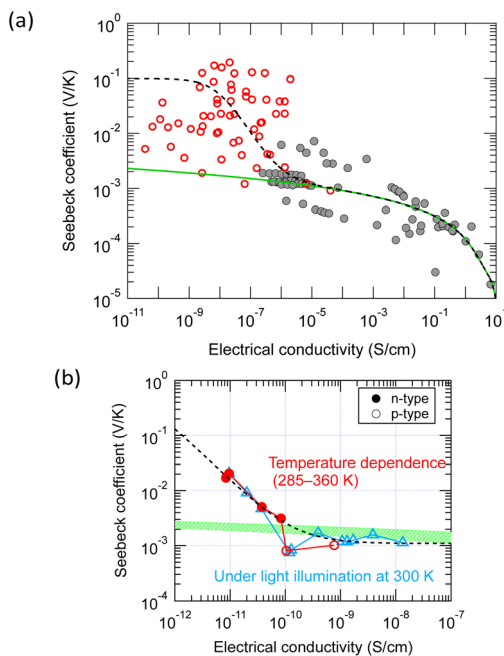 (a)
Seebeck coefficient (V/K)
10^0
10^-1
10^-2
10^-3
10^-4
10^-5
10^-11 10^-9 10^-7 10^-5 10^-3 10^-1 10^1
Electrical conductivity (S/cm)
(b)
Seebeck coefficient (V/K)
10^0
10^-1
10^-2
10^-3
10^-4
n-type
p-type
Temperature dependence
(285–360 K)
Under light illumination at 300 K
10^-12 10^-11 10^-10 10^-9 10^-8 10^-7
Electrical conductivity (S/cm)